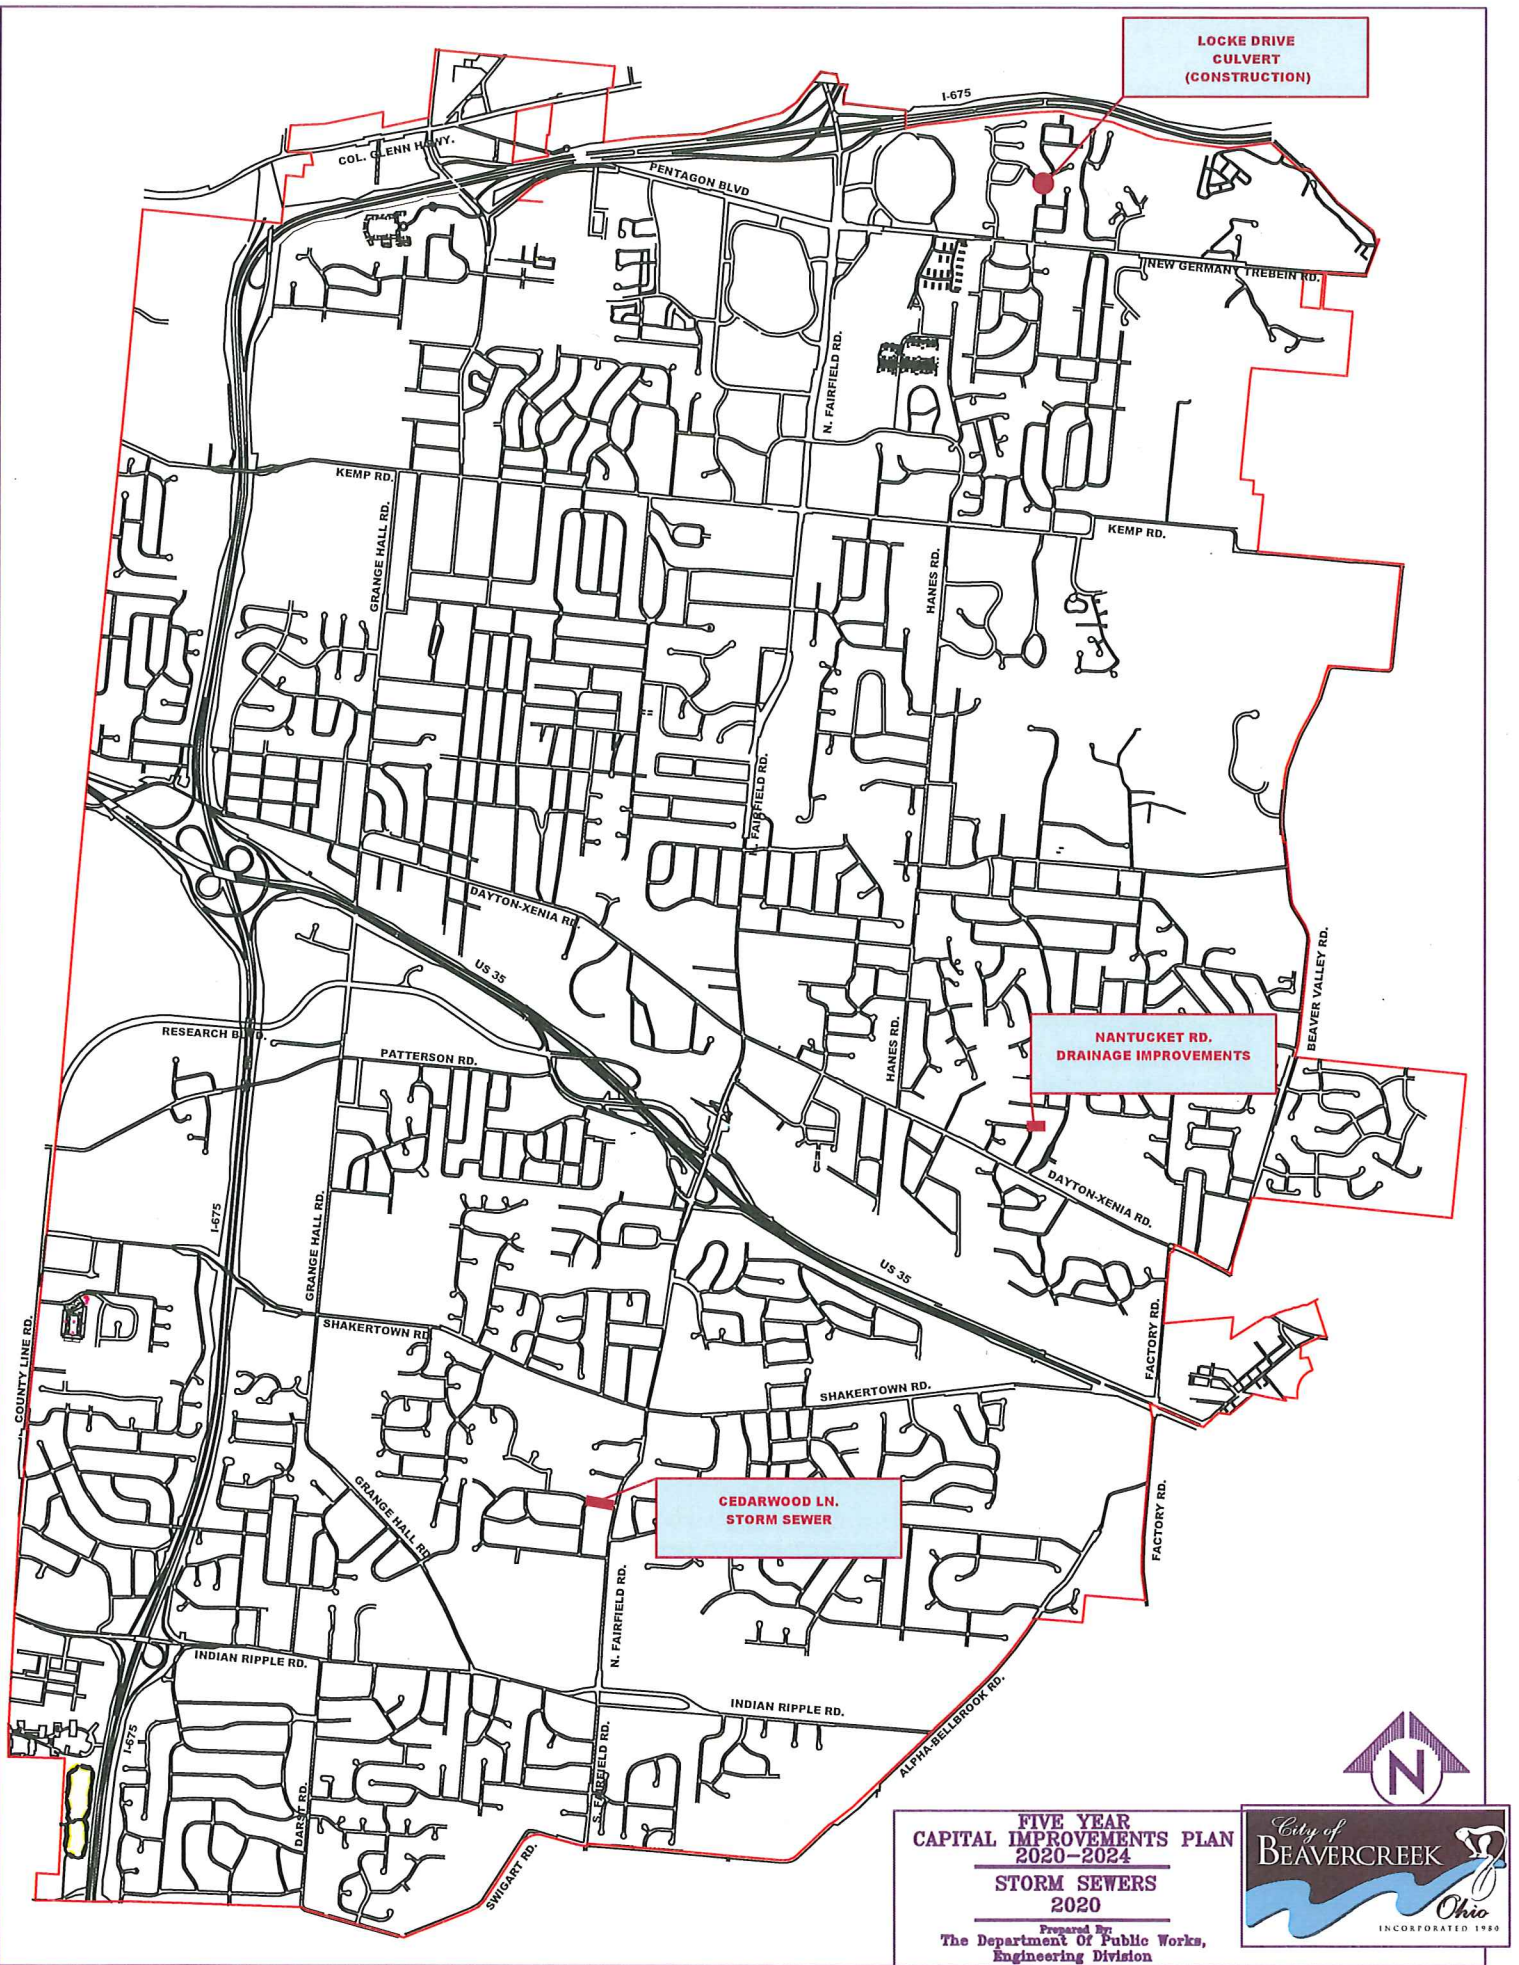 LOCKE DRIVE
CULVERT
(CONSTRUCTION)
I-675
COL. GLENN HGWY.
PENTAGON BLVD
NEW GERMANY TREBEIN RD.
N. FAIRFIELD RD.
KEMP RD.
GRANGE HALL RD.
KEMP RD.
HANES RD.
N. FAIRFIELD RD.
DAYTON-XENIA RD.
US 35
BEAVER VALLEY RD.
RESEARCH BLVD.
PATTERSON RD.
HANES RD.
NANTUCKET RD.
DRAINAGE IMPROVEMENTS
DAYTON-XENIA RD.
I-675
GRANGE HALL RD.
US 35
COUNTY LINE RD.
SHAKERTOWN RD.
FACTORY RD.
SHAKERTOWN RD.
GRANGE HALL RD.
CEDARWOOD LN.
STORM SEWER
FACTORY RD.
N. FAIRFIELD RD.
INDIAN RIPPLE RD.
INDIAN RIPPLE RD.
ALPHA-BELLBROOK RD.
I-675
S. FAIRFIELD RD.
DARST RD.
SWIGART RD.
N
FIVE YEAR
CAPITAL IMPROVEMENTS PLAN
2020-2024
STORM SEWERS
2020
Prepared By:
The Department Of Public Works,
Engineering Division
City of
BEAVERCREEK
Ohio
INCORPORATED 1980